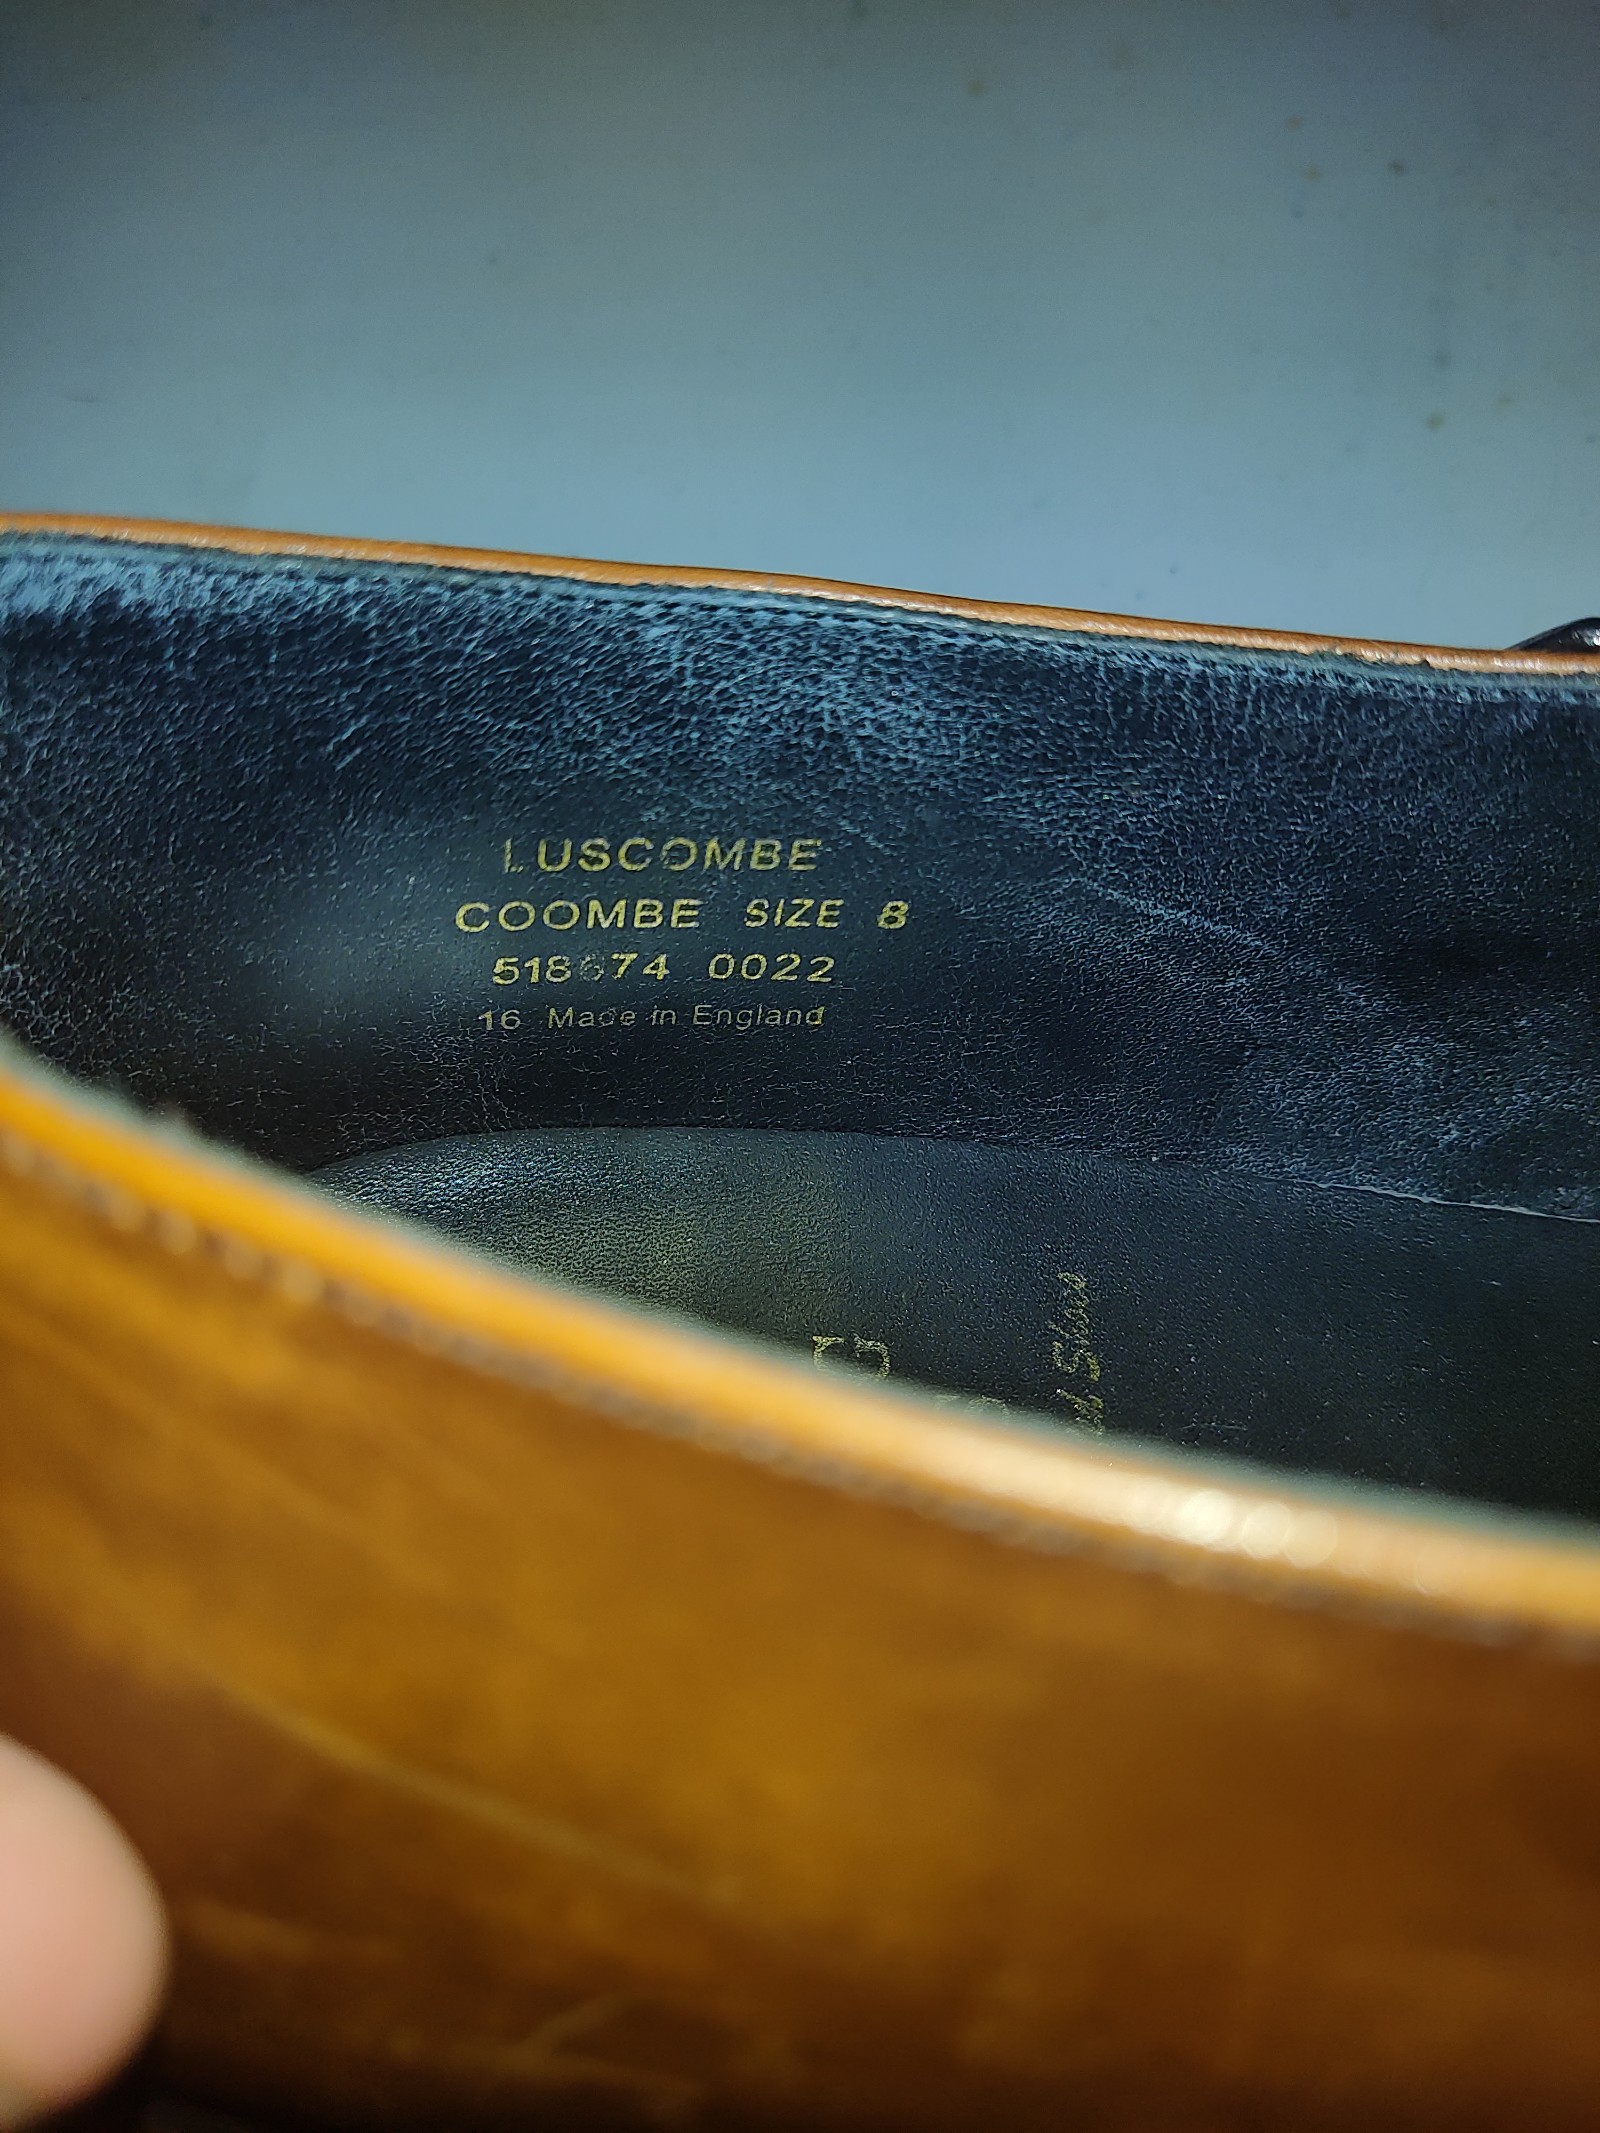 LUSCOMBE
COOMBE SIZE 8
518674 0022
16 Made in England